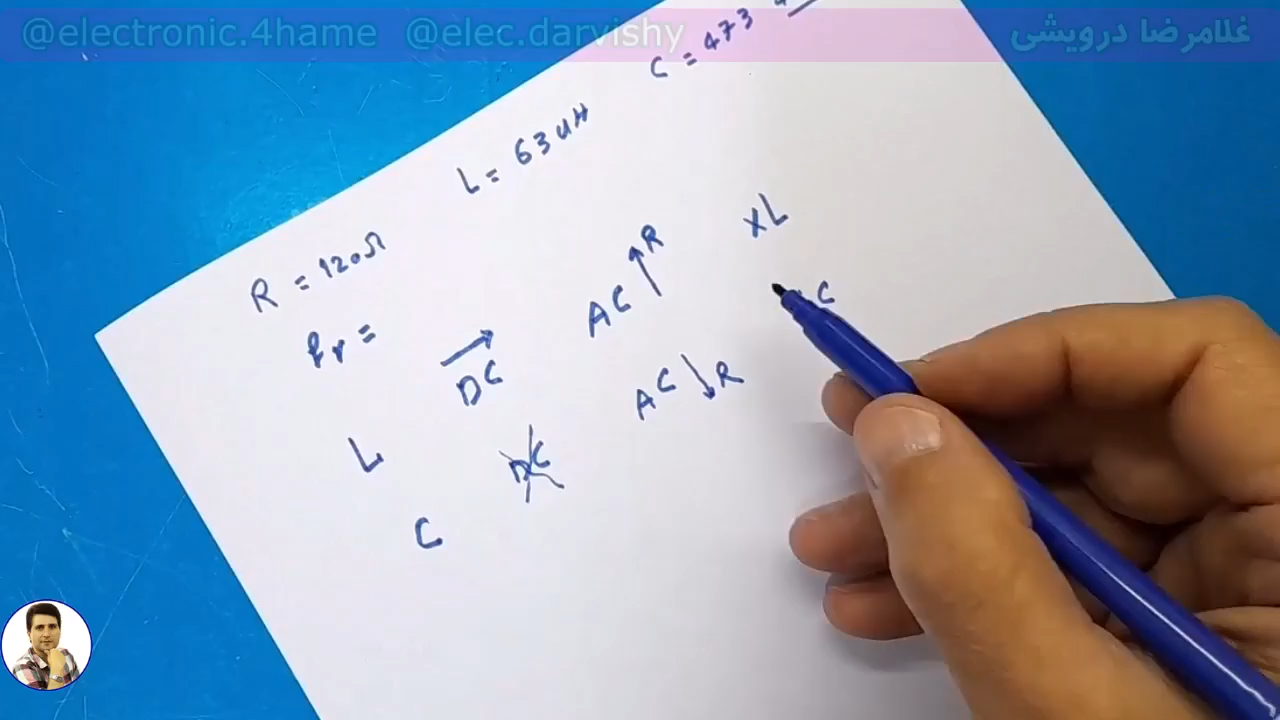 @electronic.4hame @elec.darvishy غلامرضا درویشی
R = 120Ω L = 63uH C = 473
fr =
L DC AC R XL
C DC AC R C